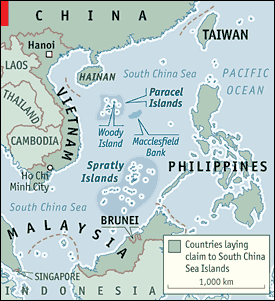 CHINA
TAIWAN
Hanoi
LAOS
HAINAN
South China Sea
PACIFIC
OCEAN
Paracel
Islands
THAILAND
VIETNAM
Woody
Island
Macclesfield
Bank
CAMBODIA
Spratly
Islands
PHILIPPINES
Ho Chi
Minh City
South China
Sea
BRUNEI
MALAYSIA
Countries laying
claim to South China
Sea Islands
1,000 km
SINGAPORE
INDONESIA